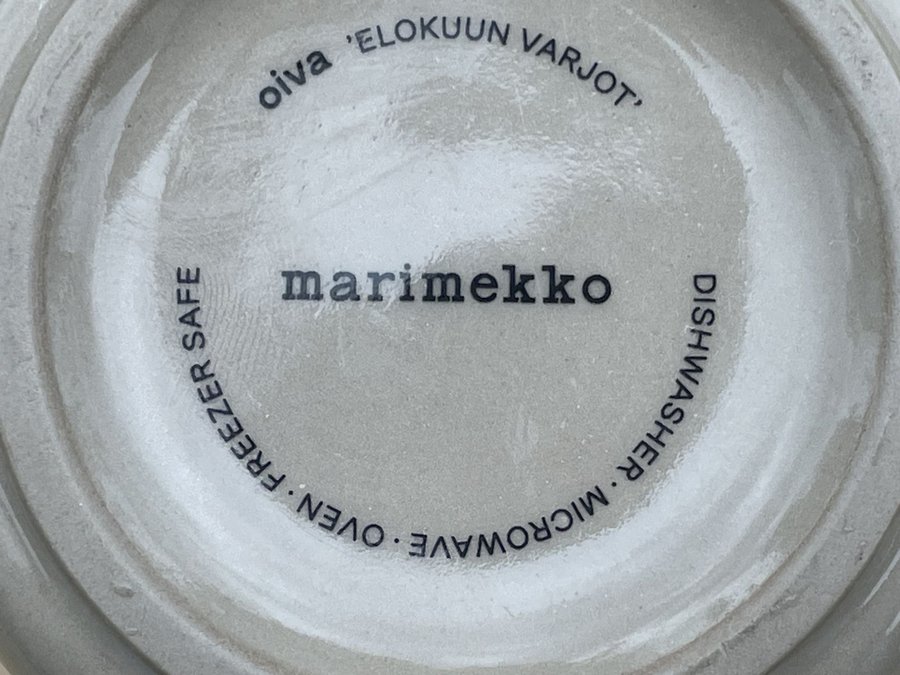 oiva 'ELOKUUN VARJOT'
marimekko
DISHWASHER · MICROWAVE · OVEN · FREEZER SAFE